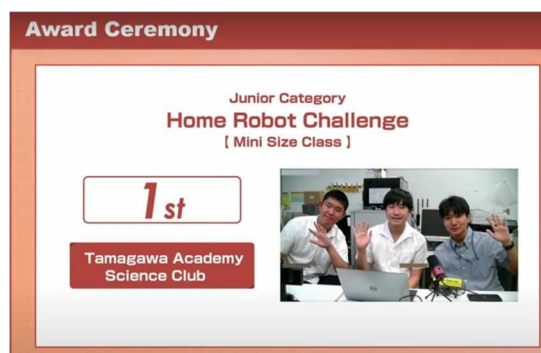 Award Ceremony
Junior Category
Home Robot Challenge
[ Mini Size Class ]
1st
Tamagawa Academy
Science Club